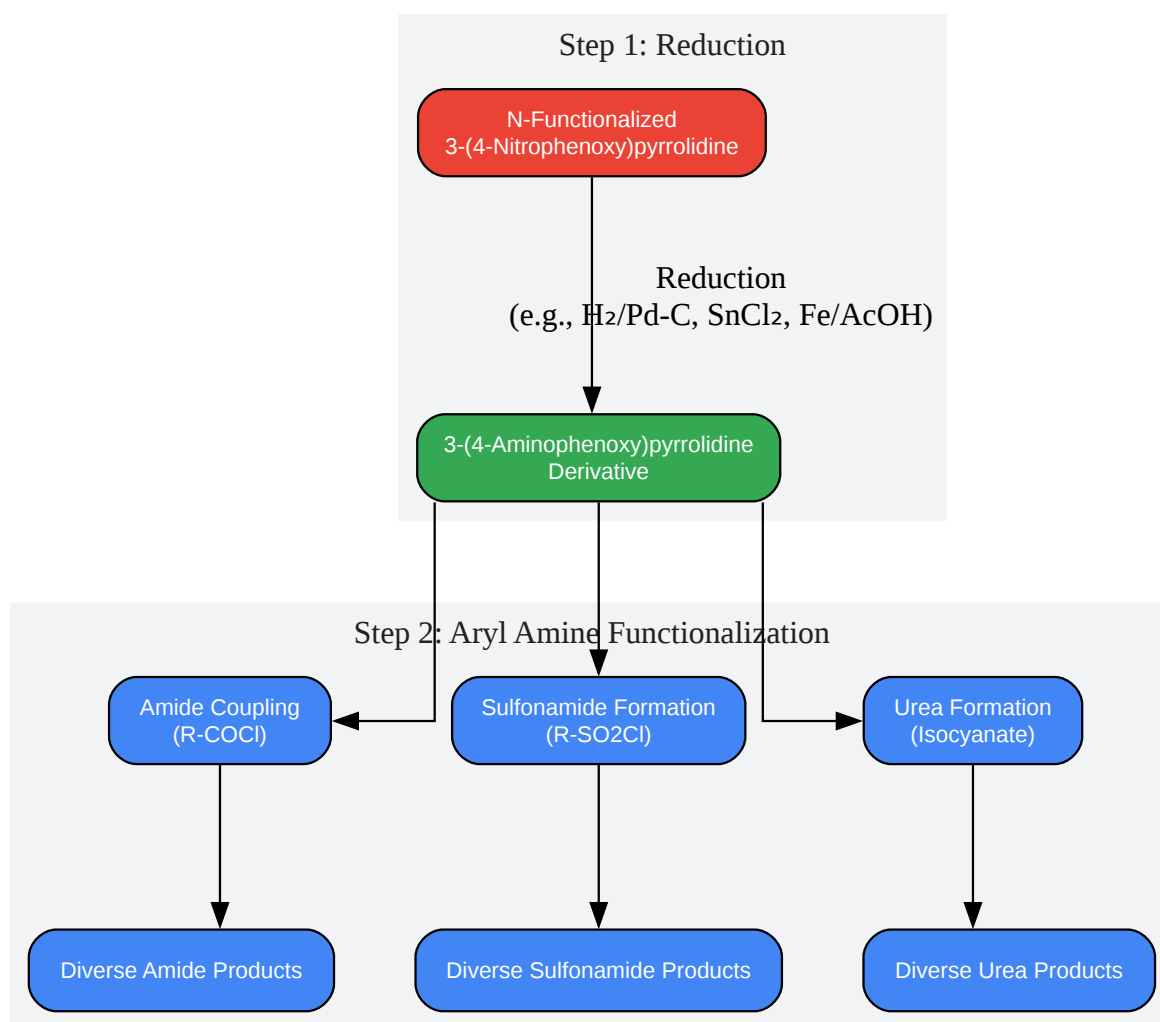 Step 1: Reduction
N-Functionalized
3-(4-Nitrophenoxy)pyrrolidine
Reduction
(e.g., H₂/Pd-C, SnCl₂, Fe/AcOH)
3-(4-Aminophenoxy)pyrrolidine
Derivative
Step 2: Aryl Amine Functionalization
Amide Coupling
(R-COCl)
Sulfonamide Formation
(R-SO2Cl)
Urea Formation
(Isocyanate)
Diverse Amide Products
Diverse Sulfonamide Products
Diverse Urea Products